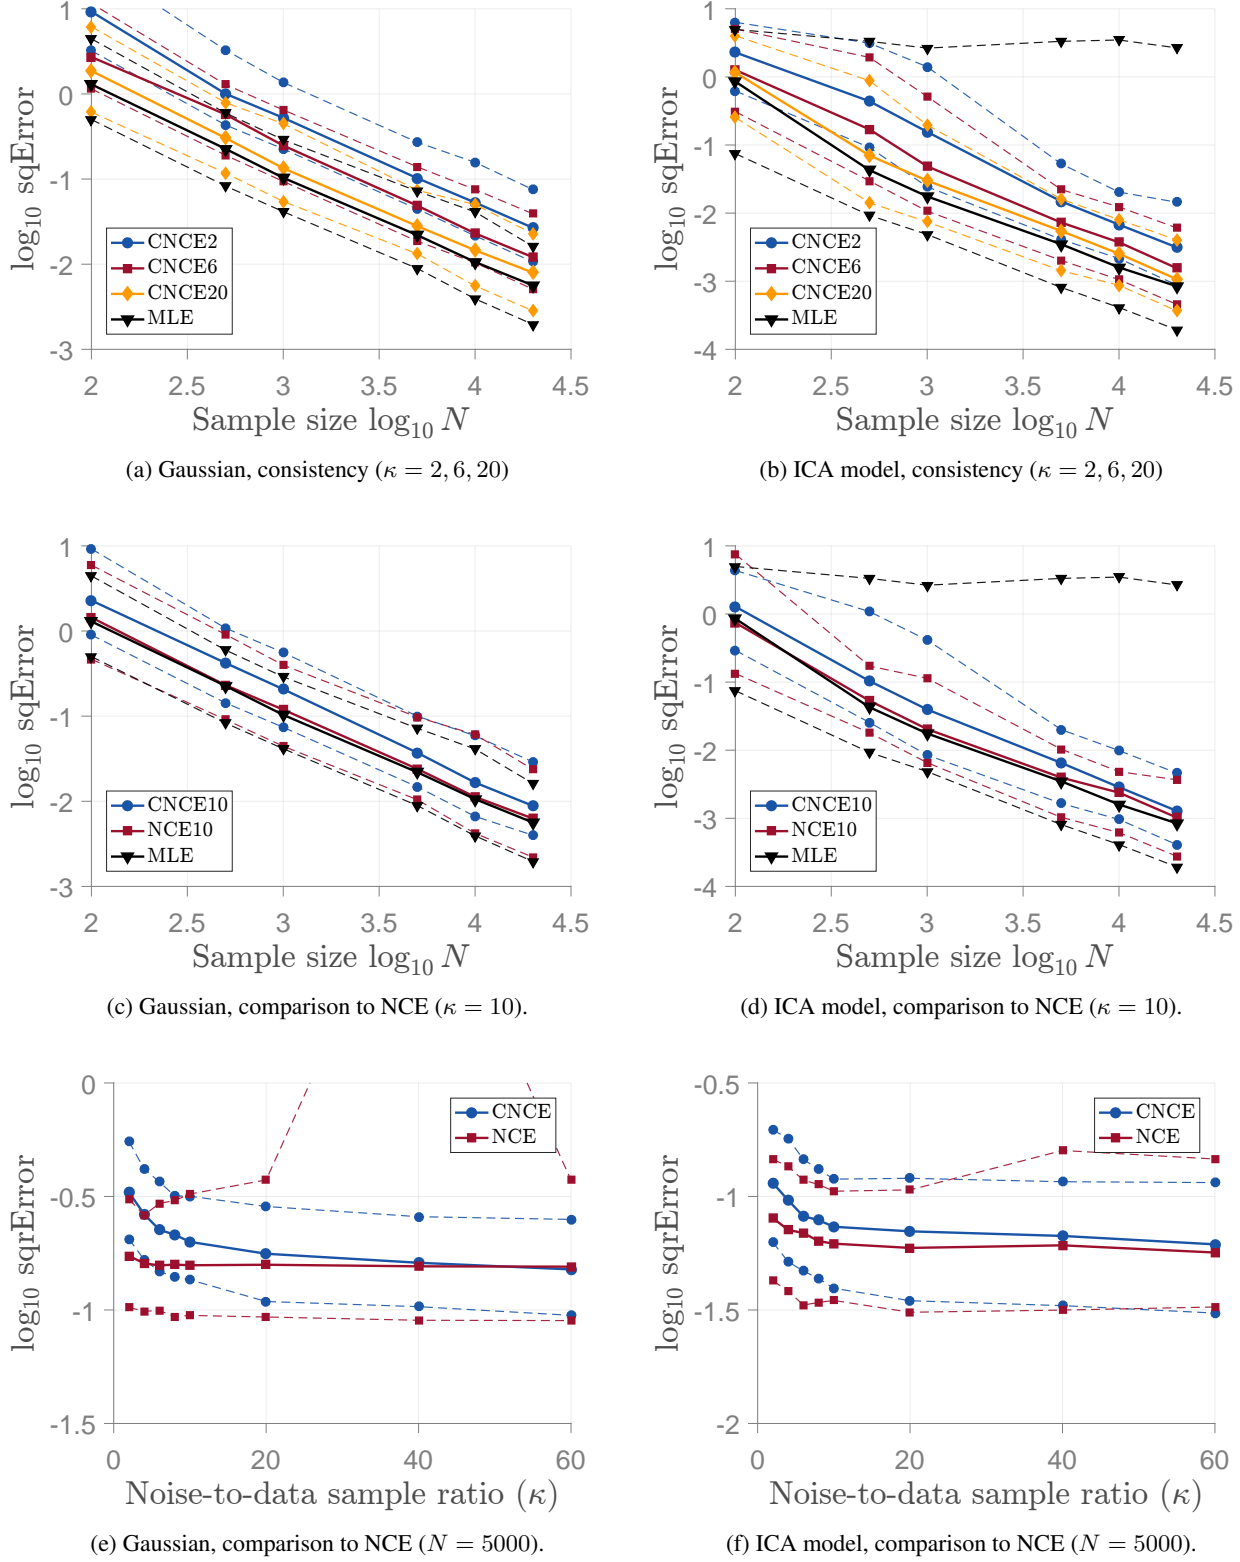 1
0
-1
-2
-3
log₁₀ sqError
CNCE2
CNCE6
CNCE20
MLE
2 2.5 3 3.5 4 4.5
Sample size log₁₀ N
(a) Gaussian, consistency (κ = 2, 6, 20)
1
0
-1
-2
-3
-4
log₁₀ sqError
CNCE2
CNCE6
CNCE20
MLE
2 2.5 3 3.5 4 4.5
Sample size log₁₀ N
(b) ICA model, consistency (κ = 2, 6, 20)
1
0
-1
-2
-3
log₁₀ sqError
CNCE10
NCE10
MLE
2 2.5 3 3.5 4 4.5
Sample size log₁₀ N
(c) Gaussian, comparison to NCE (κ = 10).
1
0
-1
-2
-3
-4
log₁₀ sqError
CNCE10
NCE10
MLE
2 2.5 3 3.5 4 4.5
Sample size log₁₀ N
(d) ICA model, comparison to NCE (κ = 10).
0
-0.5
-1
-1.5
log₁₀ sqrError
CNCE
NCE
0 20 40 60
Noise-to-data sample ratio (κ)
(e) Gaussian, comparison to NCE (N = 5000).
-0.5
-1
-1.5
-2
log₁₀ sqrError
CNCE
NCE
0 20 40 60
Noise-to-data sample ratio (κ)
(f) ICA model, comparison to NCE (N = 5000).